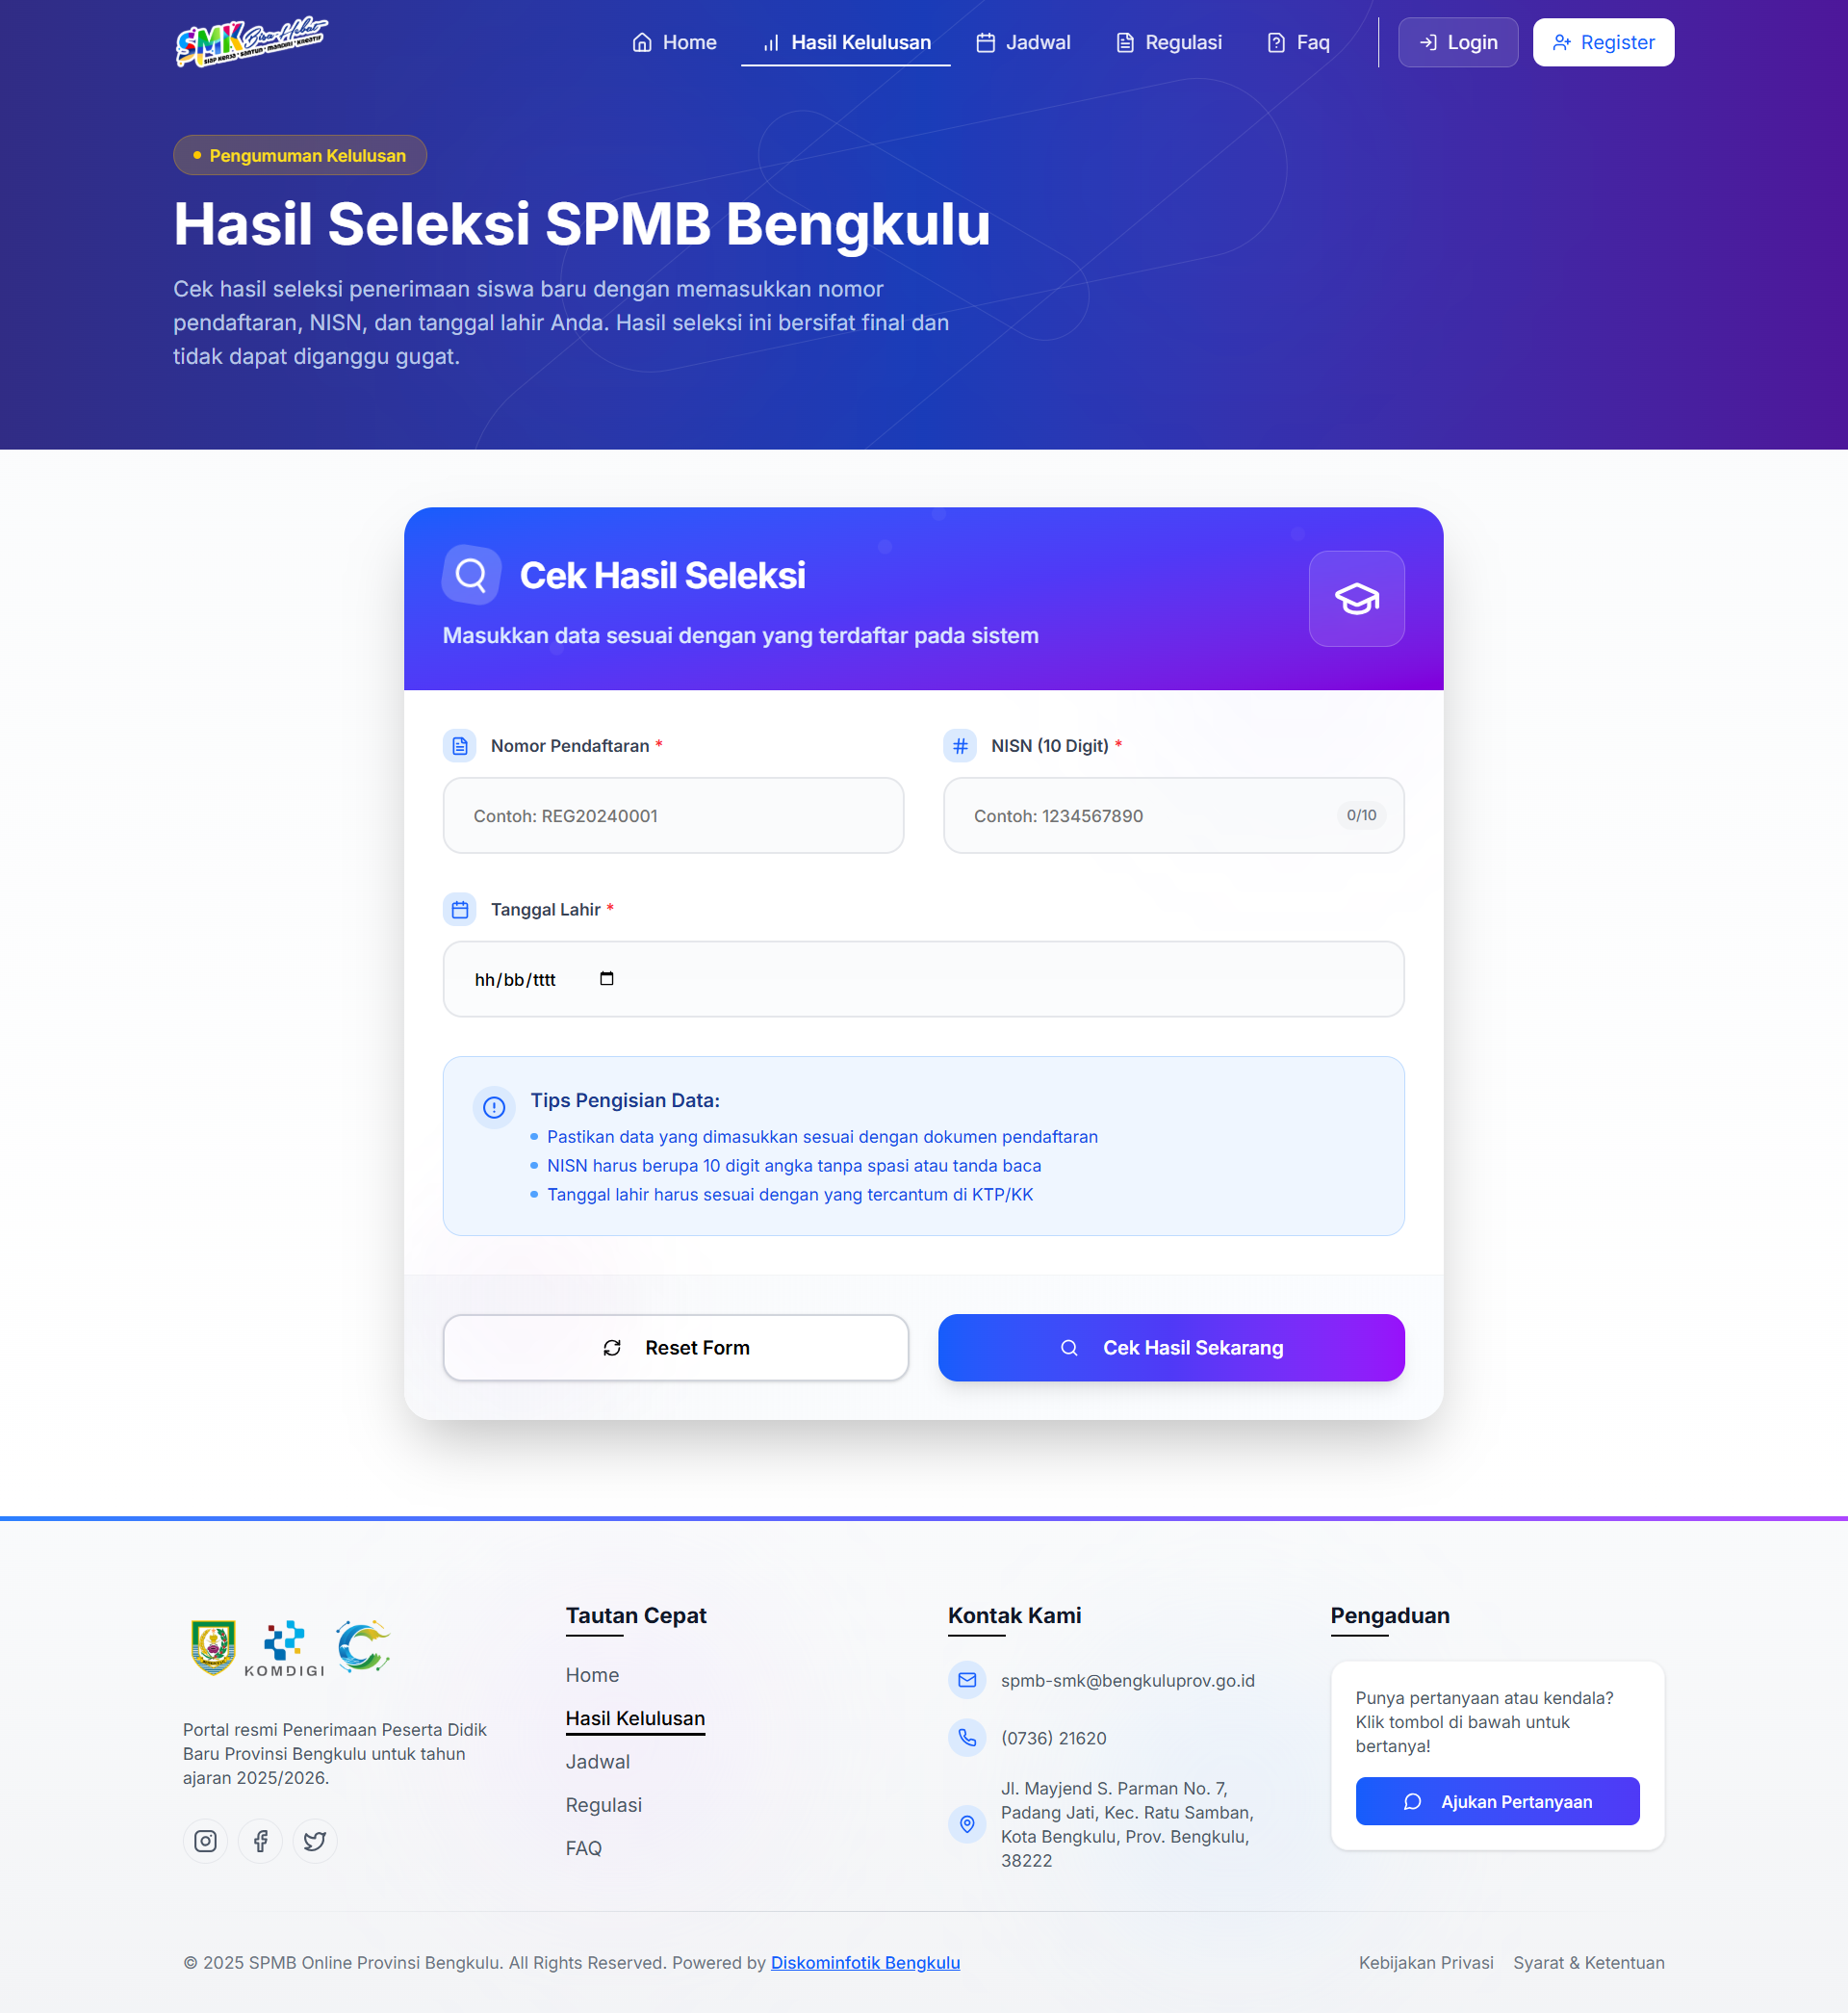 SMK Bisa-Hebat
SIAP KERJA • SANTUN • MANDIRI • KREATIF
Home
Hasil Kelulusan
Jadwal
Regulasi
Faq
Login
Register
Pengumuman Kelulusan
Hasil Seleksi SPMB Bengkulu
Cek hasil seleksi penerimaan siswa baru dengan memasukkan nomor
pendaftaran, NISN, dan tanggal lahir Anda. Hasil seleksi ini bersifat final dan
tidak dapat diganggu gugat.
Cek Hasil Seleksi
Masukkan data sesuai dengan yang terdaftar pada sistem
Nomor Pendaftaran *
Contoh: REG20240001
NISN (10 Digit) *
Contoh: 1234567890
0/10
Tanggal Lahir *
hh/bb/tttt
Tips Pengisian Data:
Pastikan data yang dimasukkan sesuai dengan dokumen pendaftaran
NISN harus berupa 10 digit angka tanpa spasi atau tanda baca
Tanggal lahir harus sesuai dengan yang tercantum di KTP/KK
Reset Form
Cek Hasil Sekarang
KOMDIGI
Portal resmi Penerimaan Peserta Didik
Baru Provinsi Bengkulu untuk tahun
ajaran 2025/2026.
Tautan Cepat
Home
Hasil Kelulusan
Jadwal
Regulasi
FAQ
Kontak Kami
spmb-smk@bengkuluprov.go.id
(0736) 21620
Jl. Mayjend S. Parman No. 7,
Padang Jati, Kec. Ratu Samban,
Kota Bengkulu, Prov. Bengkulu,
38222
Pengaduan
Punya pertanyaan atau kendala?
Klik tombol di bawah untuk
bertanya!
Ajukan Pertanyaan
© 2025 SPMB Online Provinsi Bengkulu. All Rights Reserved. Powered by Diskominfotik Bengkulu
Kebijakan Privasi
Syarat & Ketentuan